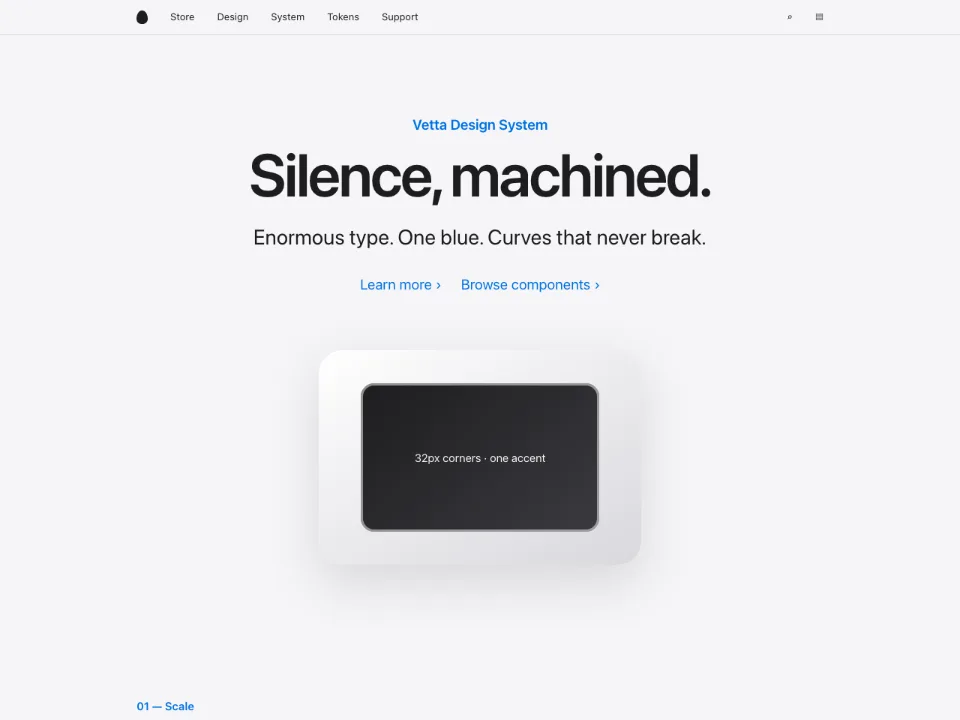 Store Design System Tokens Support
Vetta Design System
Silence, machined.
Enormous type. One blue. Curves that never break.
Learn more › Browse components ›
32px corners · one accent
01 — Scale